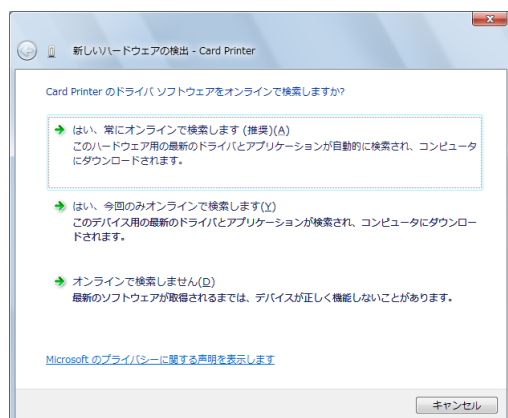 新しいハードウェアの検出 - Card Printer
Card Printer のドライバ ソフトウェアをオンラインで検索しますか?
はい、常にオンラインで検索します (推奨)(A)
このハードウェア用の最新のドライバとアプリケーションが自動的に検索され、コンピュータ
にダウンロードされます。
はい、今回のみオンラインで検索します(Y)
このデバイス用の最新のドライバとアプリケーションが検索され、コンピュータにダウンロー
ドされます。
オンラインで検索しません(D)
最新のソフトウェアが取得されるまでは、デバイスが正しく機能しないことがあります。
Microsoft のプライバシーに関する声明を表示します
キャンセル